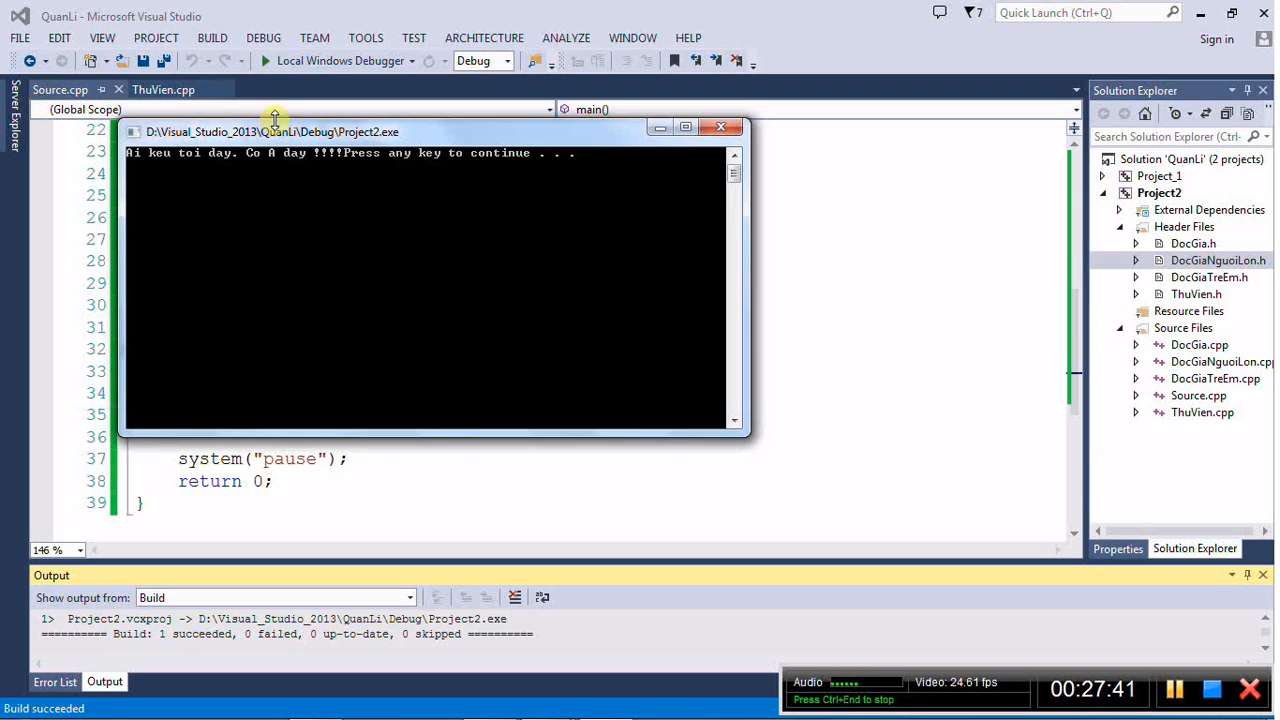 QuanLi - Microsoft Visual Studio
7
Quick Launch (Ctrl+Q)
FILE EDIT VIEW PROJECT BUILD DEBUG TEAM TOOLS TEST ARCHITECTURE ANALYZE WINDOW HELP
Sign in
Local Windows Debugger
Debug
Server Explorer
Source.cpp
ThuVien.cpp
(Global Scope)
main()
22
23
24
25
26
27
28
29
30
31
32
33
34
35
36
37 system("pause");
38 return 0;
39 }
D:\Visual_Studio_2013\QuanLi\Debug\Project2.exe
Ai keu toi day. Co A day !!!!Press any key to continue . . .
146 %
Solution Explorer
Search Solution Explorer (Ctrl+
Solution 'QuanLi' (2 projects)
Project_1
Project2
External Dependencies
Header Files
DocGia.h
DocGiaNguoiLon.h
DocGiaTreEm.h
ThuVien.h
Resource Files
Source Files
DocGia.cpp
DocGiaNguoiLon.cpp
DocGiaTreEm.cpp
Source.cpp
ThuVien.cpp
Properties
Solution Explorer
Output
Show output from: Build
1> Project2.vcxproj -> D:\Visual_Studio_2013\QuanLi\Debug\Project2.exe
========== Build: 1 succeeded, 0 failed, 0 up-to-date, 0 skipped ==========
Error List
Output
Build succeeded
Audio
Video: 24.61 fps
Press Ctrl+End to stop
00:27:41